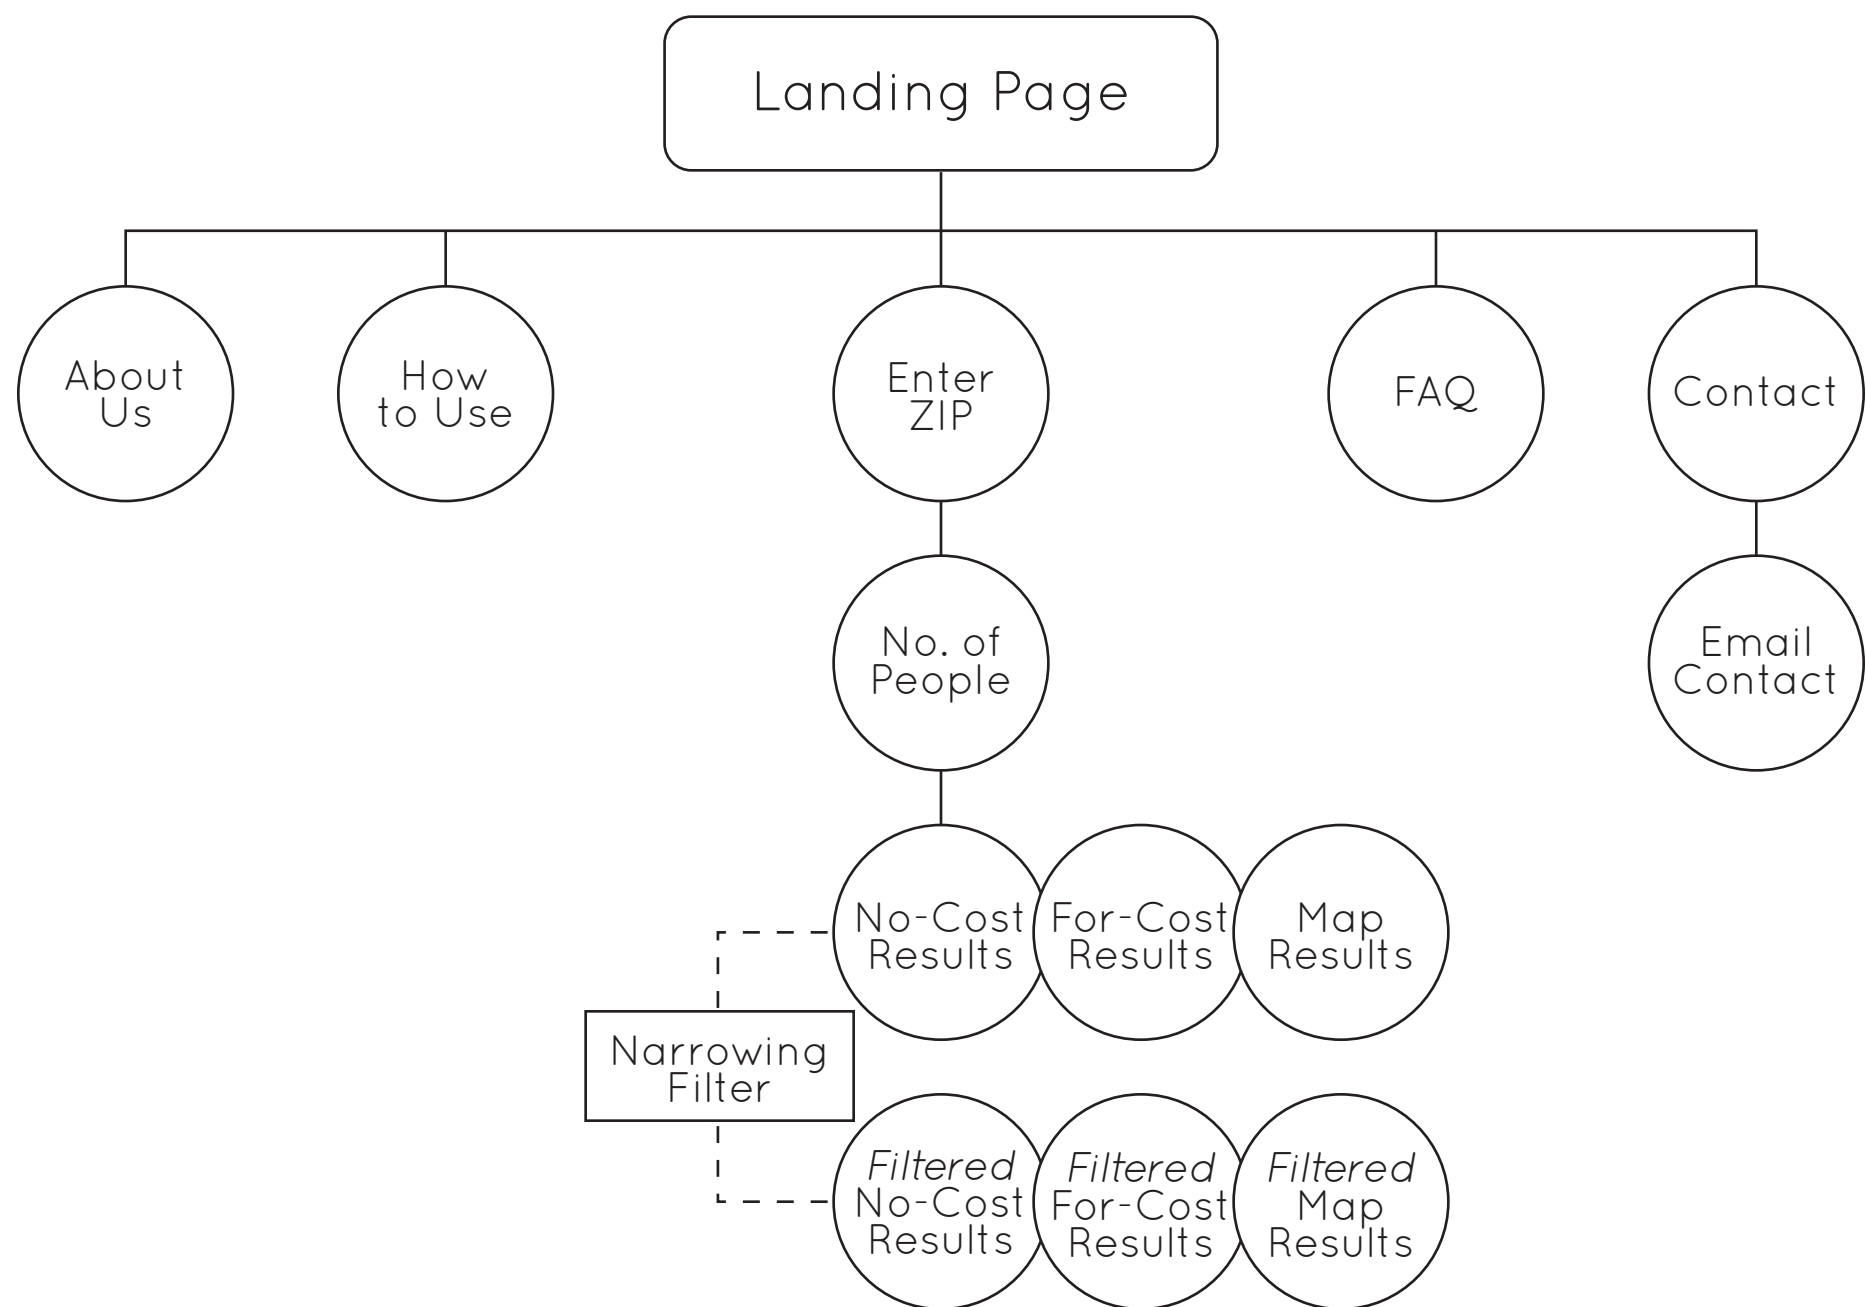 Landing Page
About
Us
How
to Use
Enter
ZIP
FAQ
Contact
No. of
People
Email
Contact
No-Cost
Results
For-Cost
Results
Map
Results
Narrowing
Filter
Filtered
No-Cost
Results
Filtered
For-Cost
Results
Filtered
Map
Results